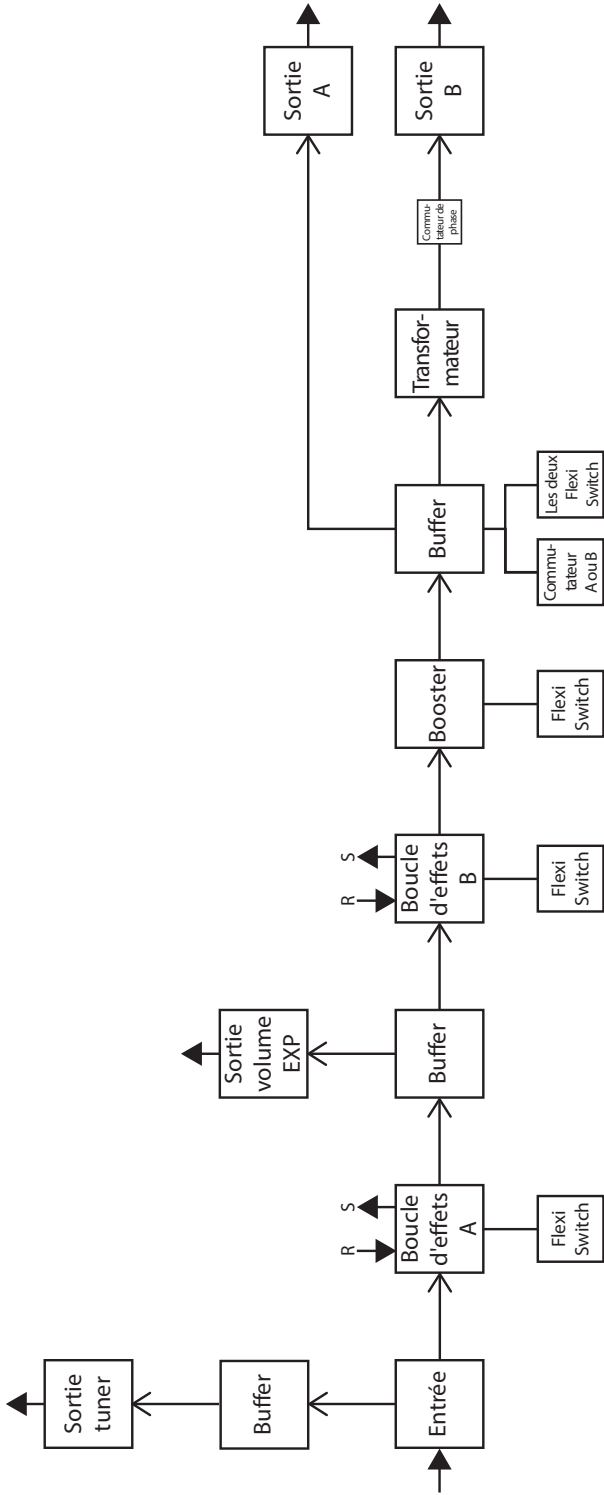 Sortie
tuner
Buffer
Entrée
R
S
Boucle
d'effets
A
Flexi
Switch
Sortie
volume
EXP
Buffer
R
S
Boucle
d'effets
B
Flexi
Switch
Booster
Flexi
Switch
Buffer
Commu-
tateur
A ou B
Les deux
Flexi
Switch
Transfor-
mateur
Commu-
tateur de
phase
Sortie
A
Sortie
B